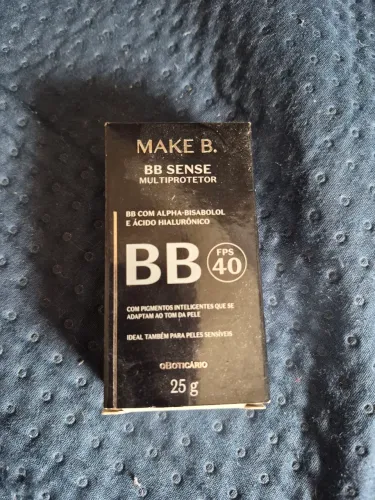 MAKE B.
BB SENSE
MULTIPROTETOR
BB COM ALPHA-BISABOLOL
E ÁCIDO HIALURÔNICO
BB FPS 40
COM PIGMENTOS INTELIGENTES QUE SE
ADAPTAM AO TOM DA PELE
IDEAL TAMBÉM PARA PELES SENSÍVEIS
oBOTICÁRIO
25 g